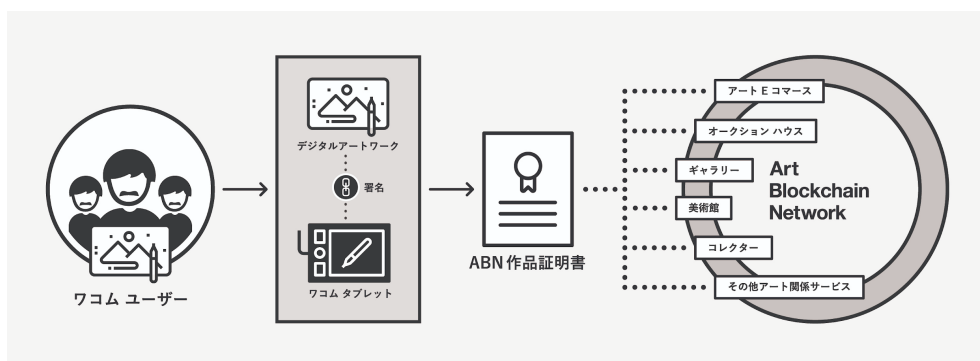 ワコム ユーザー
デジタルアートワーク
署名
ワコム タブレット
ABN 作品証明書
アート E コマース
オークション ハウス
ギャラリー
美術館
コレクター
その他アート関係サービス
Art
Blockchain
Network